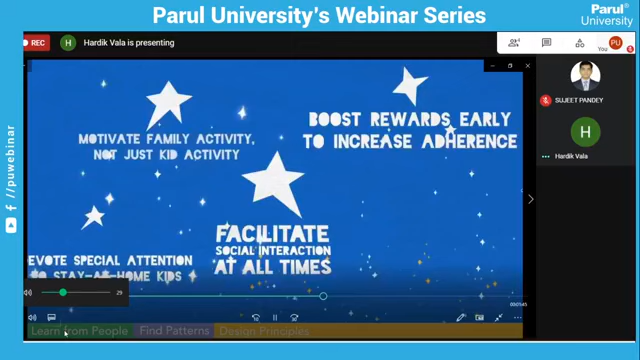 Parul University's Webinar Series
Parul®
University
REC
H
Hardik Vala is presenting
You
PU
f /puwebinar
MOTIVATE FAMILY ACTIVITY,
NOT JUST KID ACTIVITY
BOOST REWARDS EARLY
TO INCREASE ADHERENCE
FACILITATE
SOCIAL INTERACTION
AT ALL TIMES
EVOTE SPECIAL ATTENTION
TO STAY-AT-HOME KIDS
29
Learn from People
Find Patterns
Design Principles
SUJEET PANDEY
H
Hardik Vala